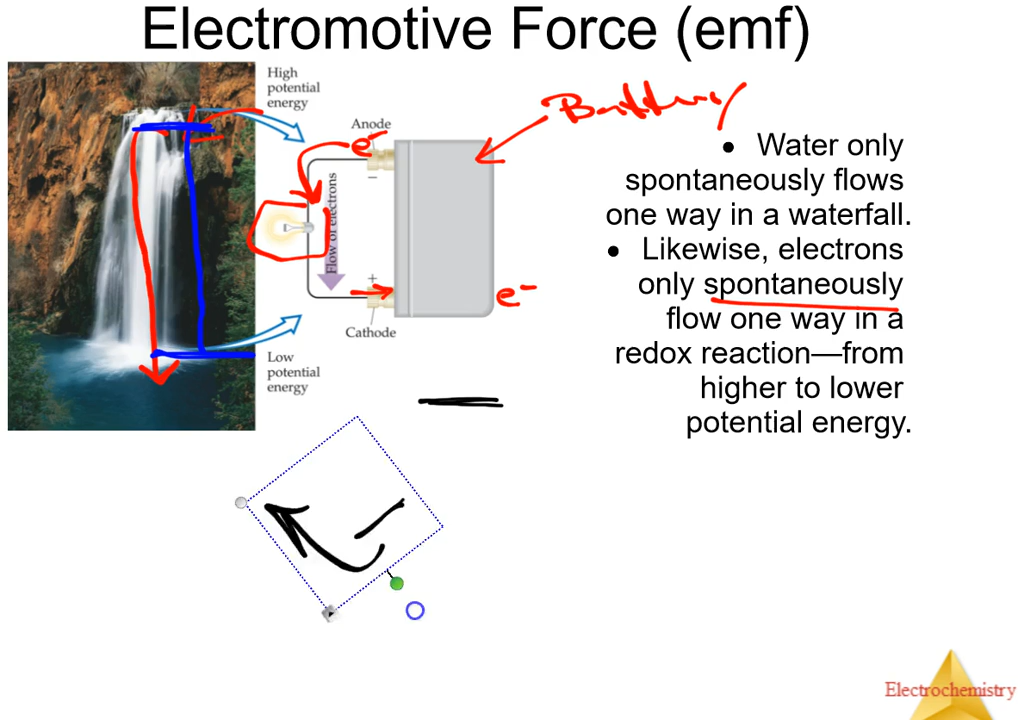 Electromotive Force (emf)
High
potential
energy
Anode
e-
−
Battery
Flow of electrons
+
Cathode
e-
Low
potential
energy
• Water only
spontaneously flows
one way in a waterfall.
• Likewise, electrons
only spontaneously
flow one way in a
redox reaction—from
higher to lower
potential energy.
Electrochemistry